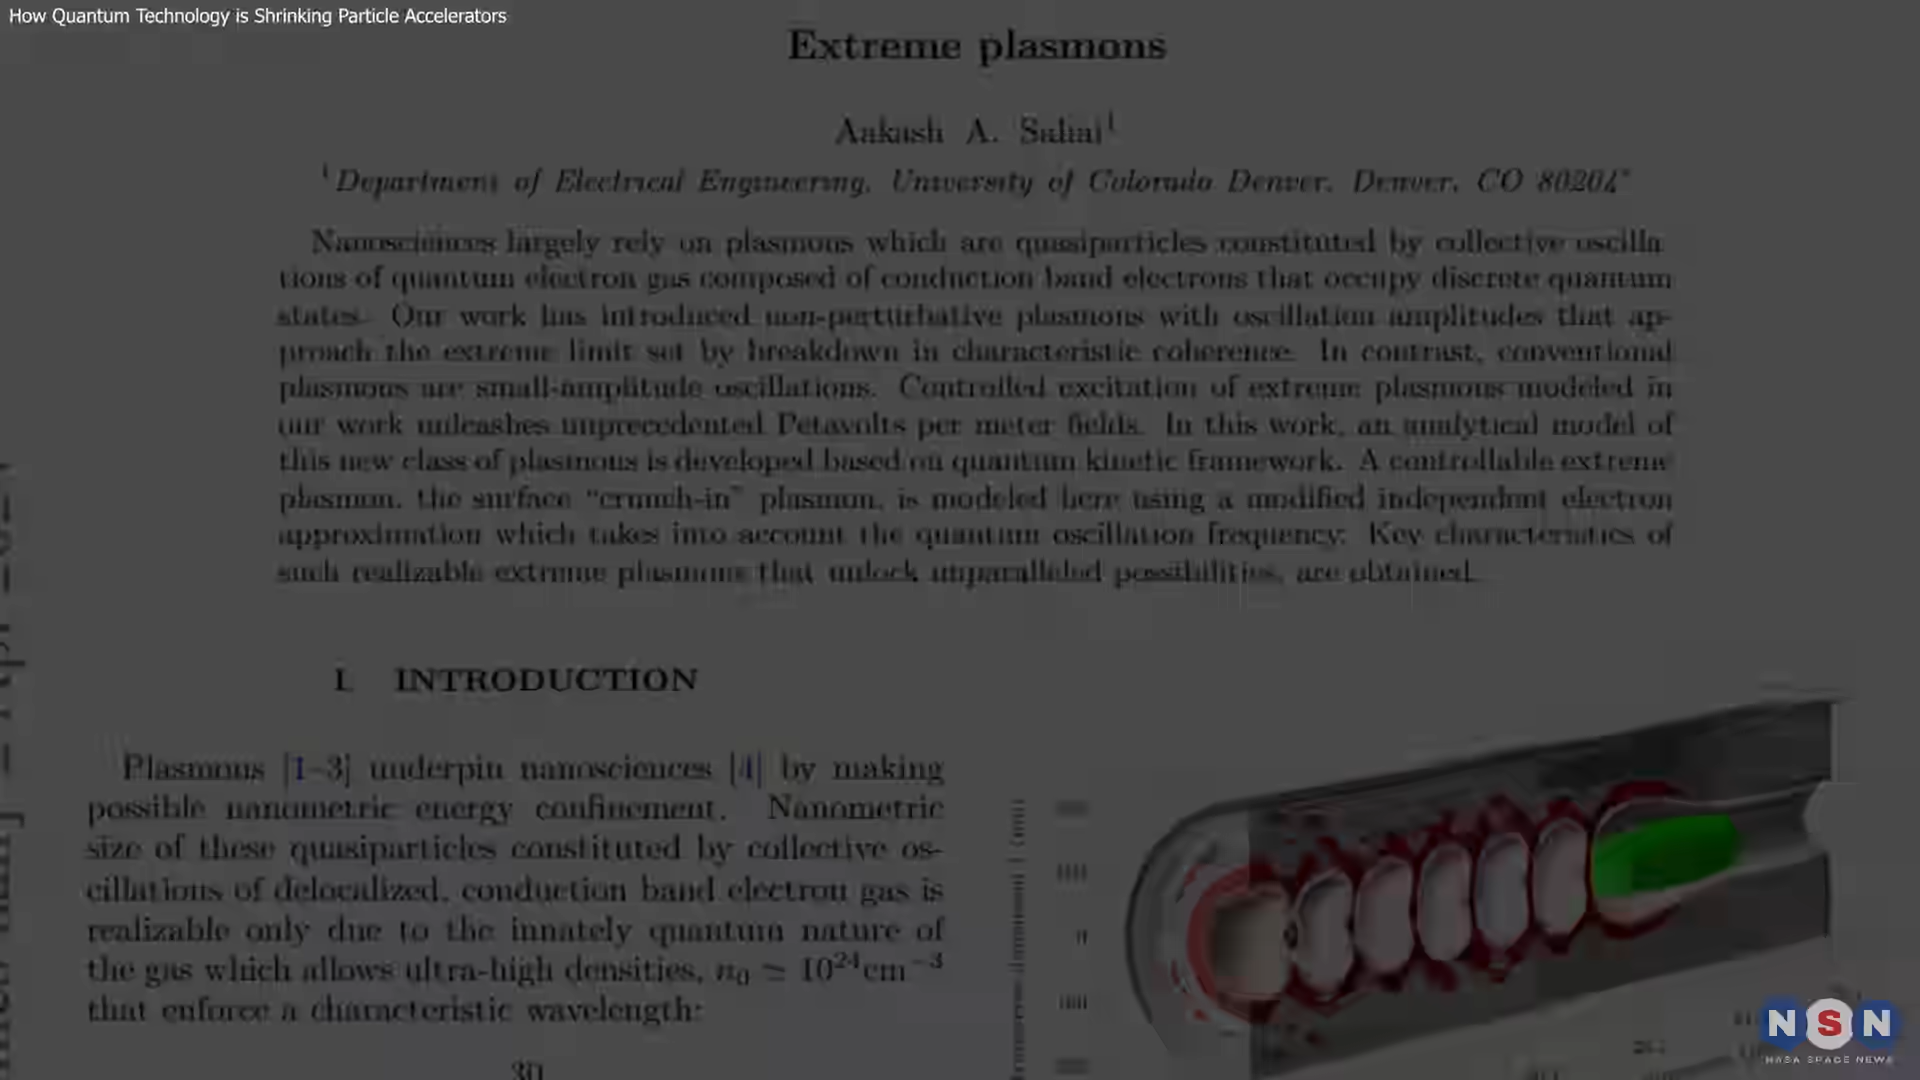 How Quantum Technology is Shrinking Particle Accelerators
Extreme plasmons
Aakash A. Sahai¹
¹Department of Electrical Engineering, University of Colorado Denver, Denver, CO 80204*
Nanosciences largely rely on plasmons which are quasiparticles constituted by collective oscilla-
tions of quantum electron gas composed of conduction band electrons that occupy discrete quantum
states. Our work has introduced non-perturbative plasmons with oscillation amplitudes that ap-
proach the extreme limit set by breakdown in characteristic coherence. In contrast, conventional
plasmons are small-amplitude oscillations. Controlled excitation of extreme plasmons modeled in
our work unleashes unprecedented Petavolts per meter fields. In this work, an analytical model of
this new class of plasmons is developed based on quantum kinetic framework. A controllable extreme
plasmon, the surface “crunch-in” plasmon, is modeled here using a modified independent electron
approximation which takes into account the quantum oscillation frequency. Key characteristics of
such realizable extreme plasmons that unlock unparalleled possibilities, are obtained.
I. INTRODUCTION
Plasmons [1–3] underpin nanosciences [4] by making
possible nanometric energy confinement. Nanometric
size of these quasiparticles constituted by collective os-
cillations of delocalized, conduction band electron gas is
realizable only due to the innately quantum nature of
the gas which allows ultra-high densities, n₀ ≃ 10²⁴cm⁻³
that enforce a characteristic wavelength:
NSN
NASA SPACE NEWS